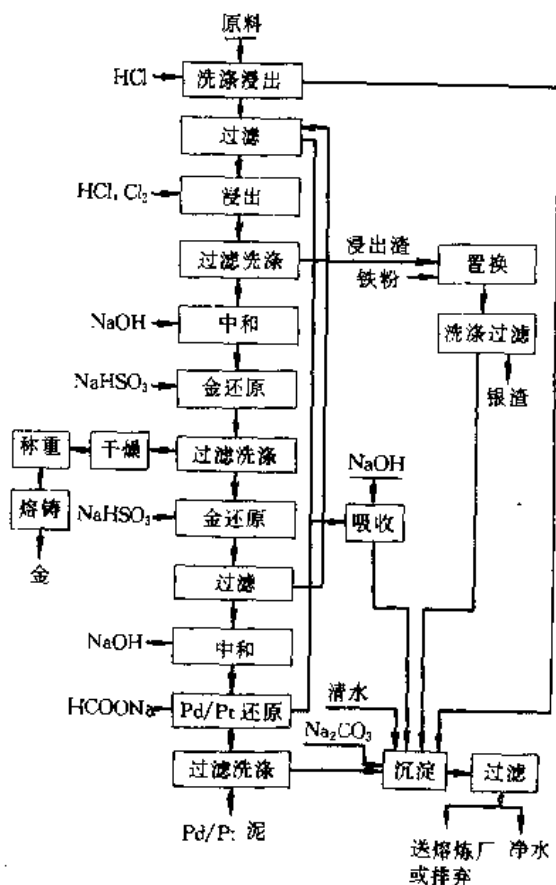 原料
HCl
洗涤浸出
过滤
HCl, Cl₂
浸出
过滤洗涤
浸出渣
铁粉
置换
NaOH
中和
洗涤过滤
NaHSO₃
金还原
银渣
称重
干燥
过滤洗涤
NaOH
熔铸
NaHSO₃
金还原
吸收
金
过滤
NaOH
中和
清水
HCOONa
Pd/Pt 还原
Na₂CO₃
过滤洗涤
沉淀
过滤
Pd/Pt 泥
送熔炼厂
或排弃
净水